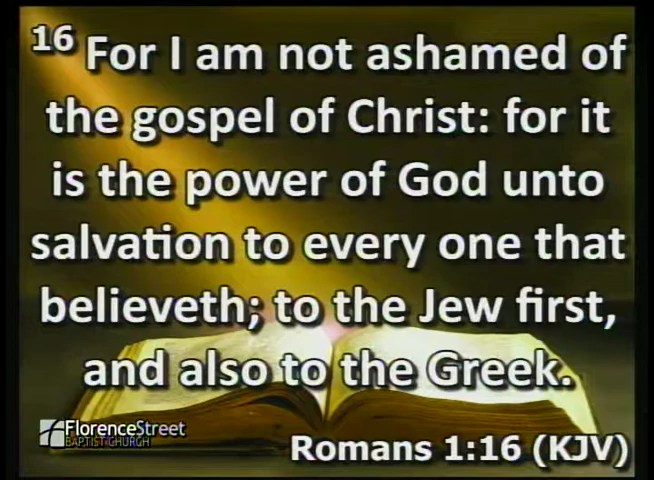 16 For I am not ashamed of
the gospel of Christ: for it
is the power of God unto
salvation to every one that
believeth; to the Jew first,
and also to the Greek.
FlorenceStreet
BAPTIST CHURCH
Romans 1:16 (KJV)